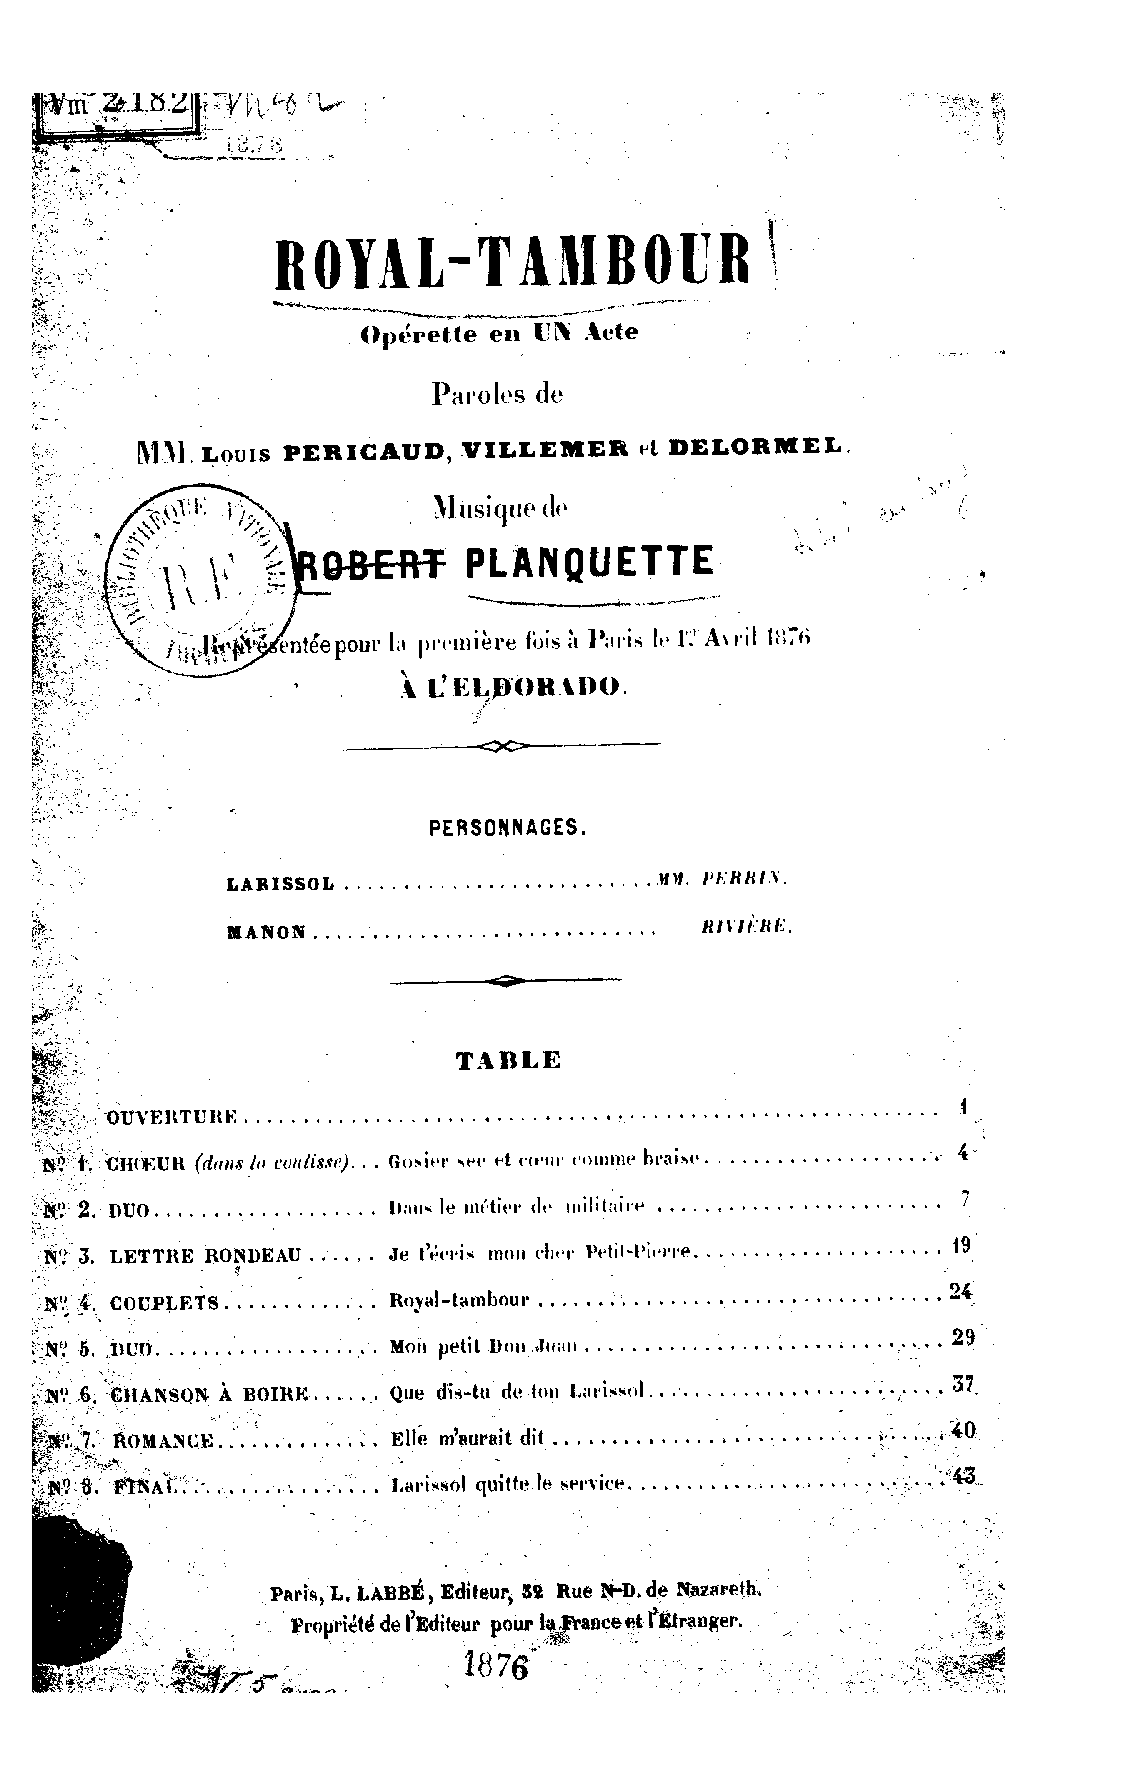 Vm 2182
1878
ROYAL-TAMBOUR
Opérette en UN Acte
Paroles de
MM. Louis PERICAUD, VILLEMER et DELORMEL.
Musique de
ROBERT PLANQUETTE
BIBLIOTHÈQUE NATIONALE
R.F.
Représentée pour la première fois à Paris le 1er Avril 1876
À L'ELDORADO.
PERSONNAGES.
LARISSOL .......................... MM. PERRIN.
MANON ............................. RIVIÈRE.
TABLE
OUVERTURE .......................................................... 1
No. 1. CHŒUR (dans la coulisse)... Gosier sec et cœur comme braise .................... 4
No. 2. DUO ................... Dans le métier de militaire ........................ 7
No. 3. LETTRE RONDEAU ...... Je t'écris mon cher Petit-Pierre ..................... 19
No. 4. COUPLETS ............. Royal-tambour .................................. 24
No. 5. DUO ................... Mon petit Don Juan ............................... 29
No. 6. CHANSON À BOIRE ...... Que dis-tu de ton Larissol ......................... 37
No. 7. ROMANCE .............. Elle m'aurait dit ................................. 40
No. 8. FINAL ................. Larissol quitte le service ........................... 43
Paris, L. LABBÉ, Editeur, 32 Rue N-D. de Nazareth.
Propriété de l'Editeur pour la France et l'Étranger.
1876